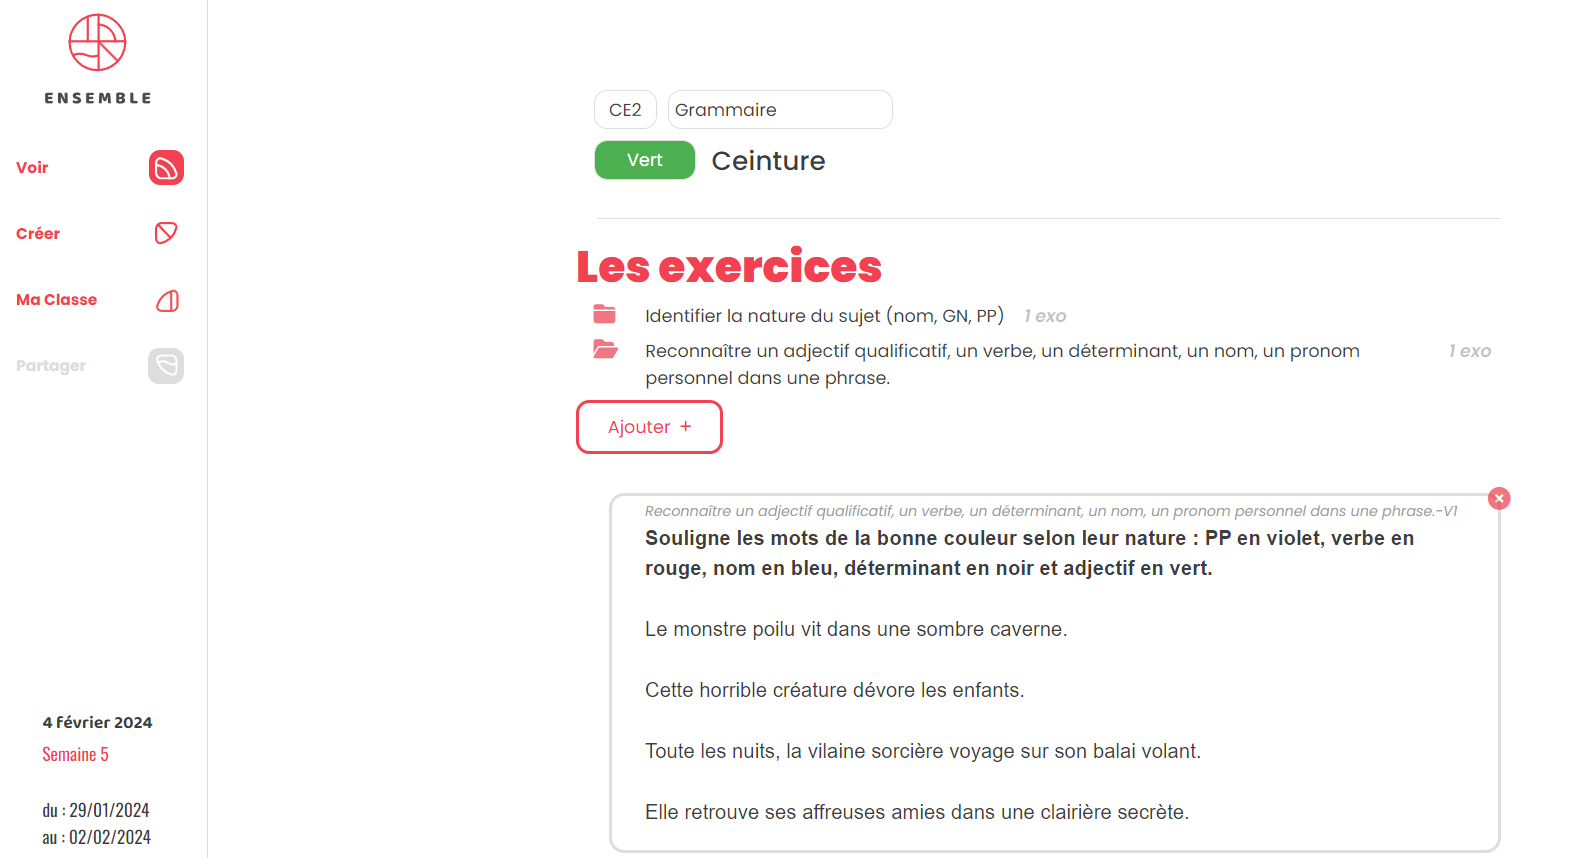 ENSEMBLE
Voir
Créer
Ma Classe
Partager
4 février 2024
Semaine 5
du : 29/01/2024
au : 02/02/2024
CE2
Grammaire
Vert
Ceinture
Les exercices
Identifier la nature du sujet (nom, GN, PP) 1 exo
Reconnaître un adjectif qualificatif, un verbe, un déterminant, un nom, un pronom 1 exo
personnel dans une phrase.
Ajouter +
Reconnaître un adjectif qualificatif, un verbe, un déterminant, un nom, un pronom personnel dans une phrase.-V1
Souligne les mots de la bonne couleur selon leur nature : PP en violet, verbe en
rouge, nom en bleu, déterminant en noir et adjectif en vert.
Le monstre poilu vit dans une sombre caverne.
Cette horrible créature dévore les enfants.
Toute les nuits, la vilaine sorcière voyage sur son balai volant.
Elle retrouve ses affreuses amies dans une clairière secrète.